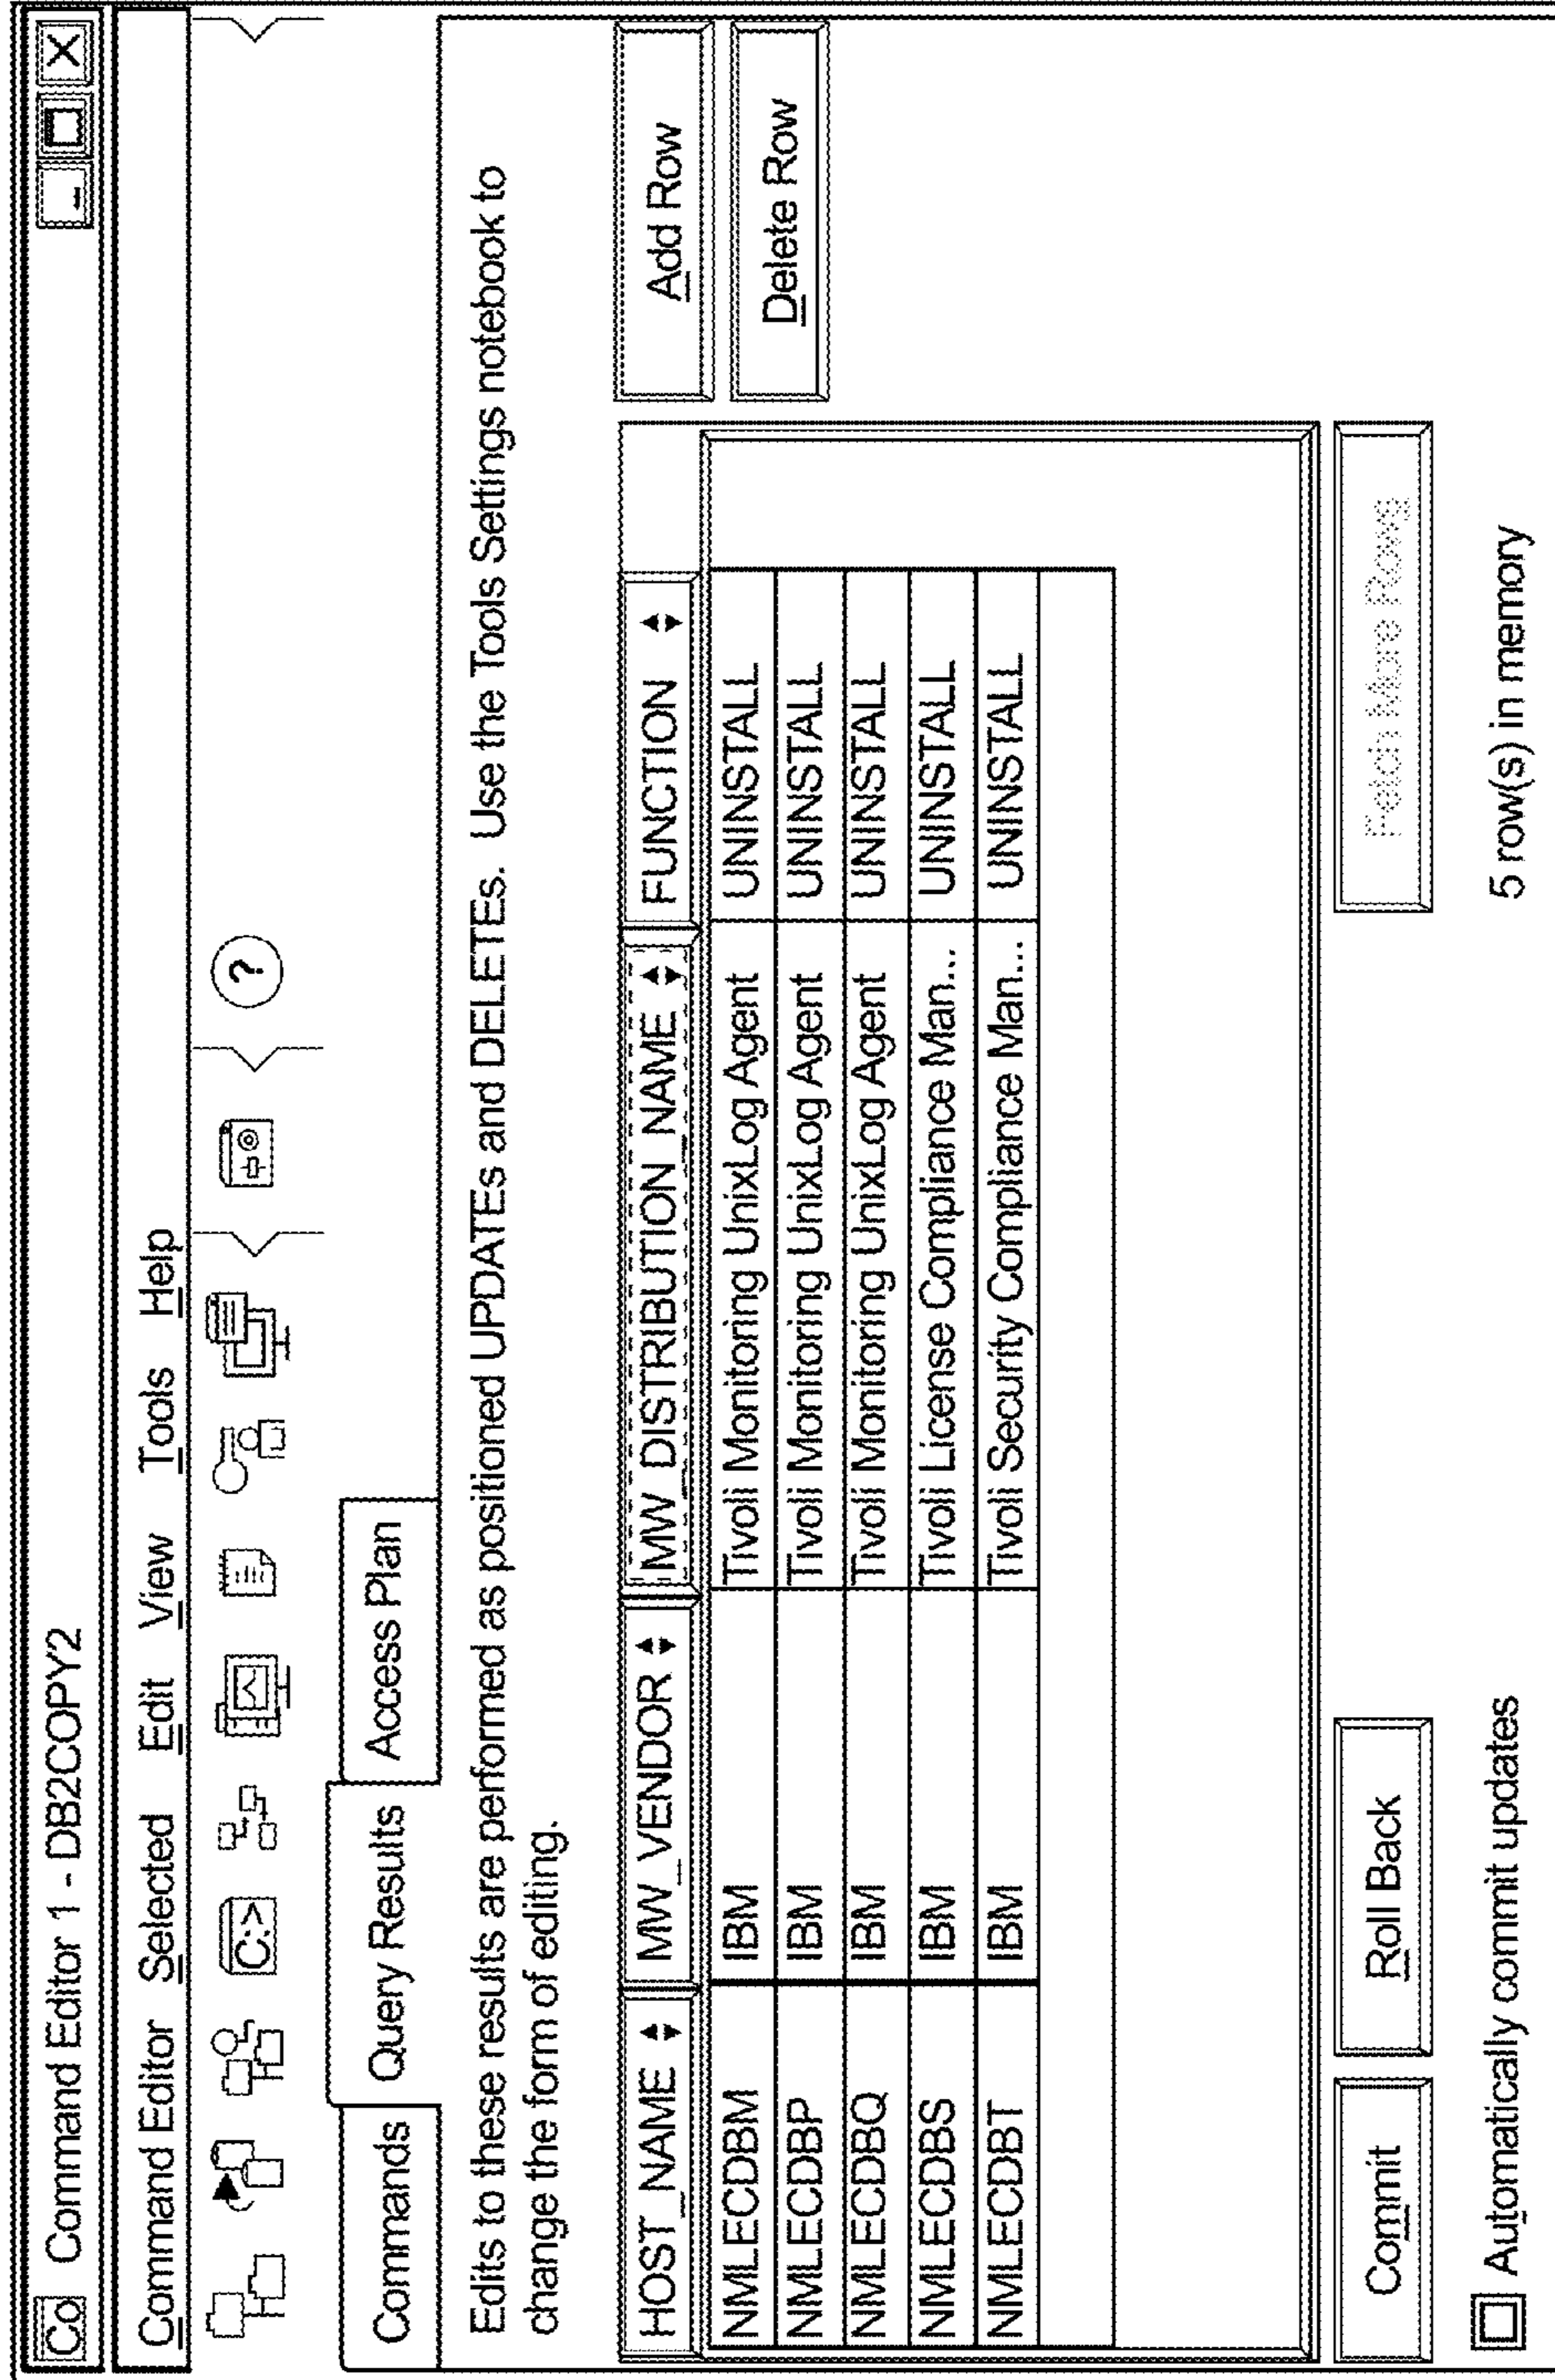 Co Command Editor 1 - DB2COPY2
Command Editor Selected Edit View Tools Help
C:> ?
Commands Query Results Access Plan
Edits to these results are performed as positioned UPDATEs and DELETEs. Use the Tools Settings notebook to
change the form of editing.
HOST_NAME MW_VENDOR MW_DISTRIBUTION_NAME FUNCTION
NMLECDBM IBM Tivoli Monitoring UnixLog Agent UNINSTALL
NMLECDBP IBM Tivoli Monitoring UnixLog Agent UNINSTALL
NMLECDBQ IBM Tivoli Monitoring UnixLog Agent UNINSTALL
NMLECDBS IBM Tivoli License Compliance Man... UNINSTALL
NMLECDBT IBM Tivoli Security Compliance Man... UNINSTALL
Add Row
Delete Row
Commit Roll Back Fetch More Rows
Automatically commit updates 5 row(s) in memory